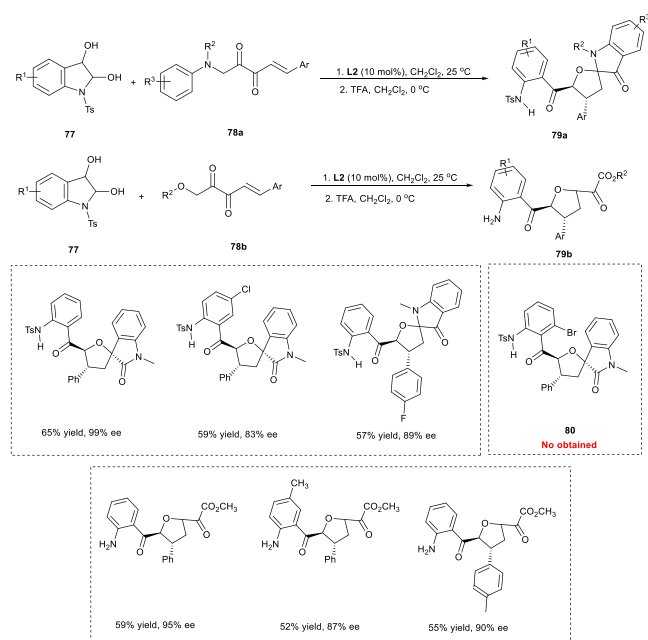 R¹ OH OH N Ts
77
+
R³ R² N O O Ar
78a
1. L2 (10 mol%), CH₂Cl₂, 25 °C
2. TFA, CH₂Cl₂, 0 °C
R¹ TsN H O O Ar R² N O R³
79a
R¹ OH OH N Ts
77
+
R² O O O Ar
78b
1. L2 (10 mol%), CH₂Cl₂, 25 °C
2. TFA, CH₂Cl₂, 0 °C
R¹ H₂N O O Ar CO₂R² O
79b
TsN H O O Ph N O
65% yield, 99% ee
Cl TsN H O O Ph N O
59% yield, 83% ee
TsN H O O N O F
57% yield, 89% ee
Br TsN H O O Ph N O
80
No obtained
H₂N O O Ph CO₂CH₃ O
59% yield, 95% ee
CH₃ H₂N O O Ph CO₂CH₃ O
52% yield, 87% ee
H₂N O O CO₂CH₃ O
55% yield, 90% ee